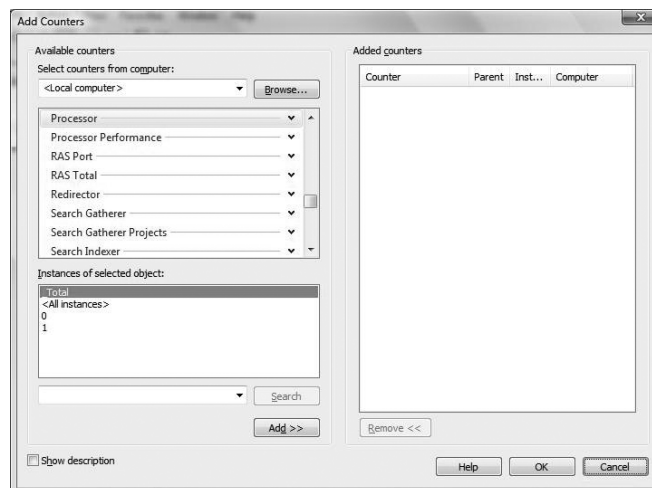 Add Counters
Available counters
Select counters from computer:
<Local computer>
Browse...
Processor
Processor Performance
RAS Port
RAS Total
Redirector
Search Gatherer
Search Gatherer Projects
Search Indexer
Instances of selected object:
_Total
<All instances>
0
1
Search
Add >>
Show description
Added counters
Counter Parent Inst... Computer
Remove <<
Help OK Cancel